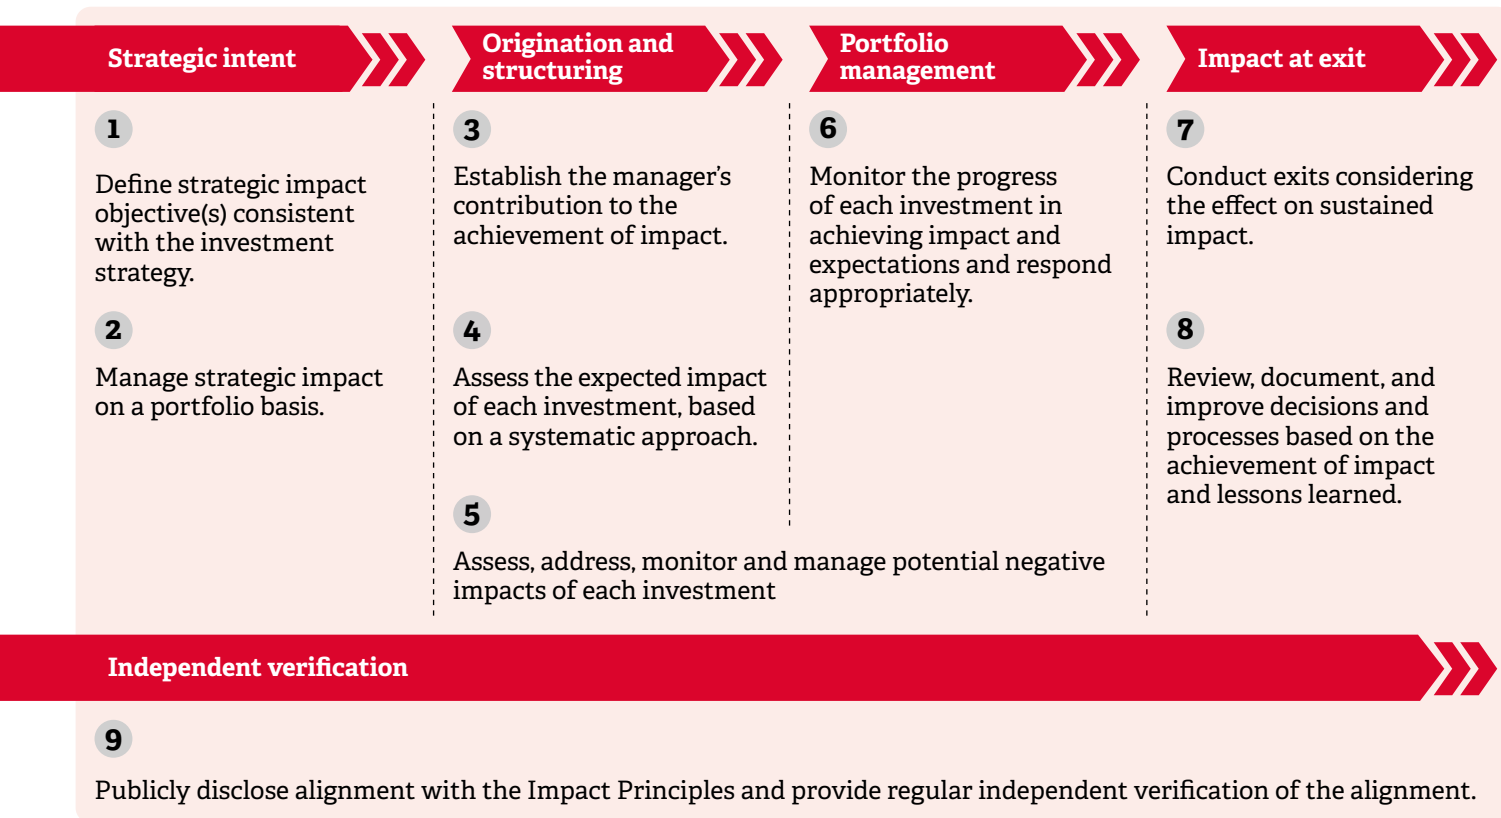 Strategic intent
Origination and
structuring
Portfolio
management
Impact at exit
1
Define strategic impact
objective(s) consistent
with the investment
strategy.
2
Manage strategic impact
on a portfolio basis.
3
Establish the manager’s
contribution to the
achievement of impact.
4
Assess the expected impact
of each investment, based
on a systematic approach.
5
Assess, address, monitor and manage potential negative
impacts of each investment
6
Monitor the progress
of each investment in
achieving impact and
expectations and respond
appropriately.
7
Conduct exits considering
the effect on sustained
impact.
8
Review, document, and
improve decisions and
processes based on the
achievement of impact
and lessons learned.
Independent verification
9
Publicly disclose alignment with the Impact Principles and provide regular independent verification of the alignment.